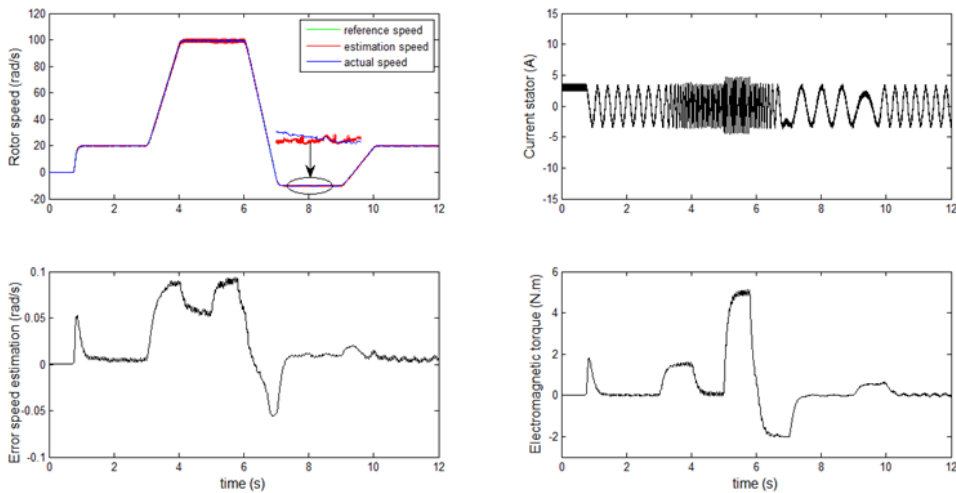 Rotor speed (rad/s)
120
100
80
60
40
20
0
-20
0 2 4 6 8 10 12
reference speed
estimation speed
actual speed
Current stator (A)
15
10
5
0
-5
-10
-15
0 2 4 6 8 10 12
Error speed estimation (rad/s)
0.1
0.05
0
-0.05
-0.1
0 2 4 6 8 10 12
time (s)
Electromagnetic torque (N.m)
6
4
2
0
-2
0 2 4 6 8 10 12
time (s)